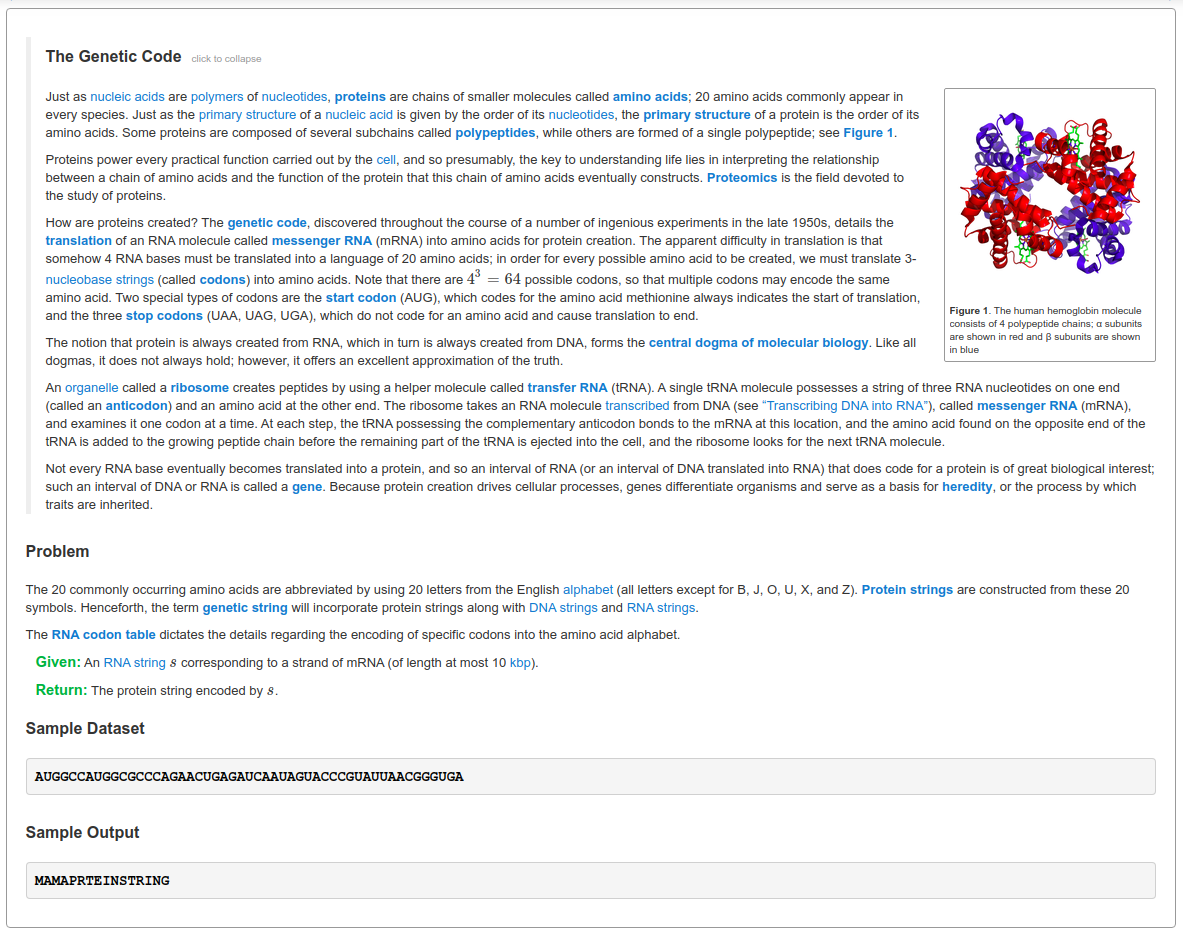 The Genetic Code click to collapse
Just as nucleic acids are polymers of nucleotides, proteins are chains of smaller molecules called amino acids; 20 amino acids commonly appear in
every species. Just as the primary structure of a nucleic acid is given by the order of its nucleotides, the primary structure of a protein is the order of its
amino acids. Some proteins are composed of several subchains called polypeptides, while others are formed of a single polypeptide; see Figure 1.
Proteins power every practical function carried out by the cell, and so presumably, the key to understanding life lies in interpreting the relationship
between a chain of amino acids and the function of the protein that this chain of amino acids eventually constructs. Proteomics is the field devoted to
the study of proteins.
How are proteins created? The genetic code, discovered throughout the course of a number of ingenious experiments in the late 1950s, details the
translation of an RNA molecule called messenger RNA (mRNA) into amino acids for protein creation. The apparent difficulty in translation is that
somehow 4 RNA bases must be translated into a language of 20 amino acids; in order for every possible amino acid to be created, we must translate 3-
nucleobase strings (called codons) into amino acids. Note that there are 4³ = 64 possible codons, so that multiple codons may encode the same
amino acid. Two special types of codons are the start codon (AUG), which codes for the amino acid methionine always indicates the start of translation,
and the three stop codons (UAA, UAG, UGA), which do not code for an amino acid and cause translation to end.
The notion that protein is always created from RNA, which in turn is always created from DNA, forms the central dogma of molecular biology. Like all
dogmas, it does not always hold; however, it offers an excellent approximation of the truth.
Figure 1. The human hemoglobin molecule
consists of 4 polypeptide chains; α subunits
are shown in red and β subunits are shown
in blue
An organelle called a ribosome creates peptides by using a helper molecule called transfer RNA (tRNA). A single tRNA molecule possesses a string of three RNA nucleotides on one end
(called an anticodon) and an amino acid at the other end. The ribosome takes an RNA molecule transcribed from DNA (see “Transcribing DNA into RNA”), called messenger RNA (mRNA),
and examines it one codon at a time. At each step, the tRNA possessing the complementary anticodon bonds to the mRNA at this location, and the amino acid found on the opposite end of the
tRNA is added to the growing peptide chain before the remaining part of the tRNA is ejected into the cell, and the ribosome looks for the next tRNA molecule.
Not every RNA base eventually becomes translated into a protein, and so an interval of RNA (or an interval of DNA translated into RNA) that does code for a protein is of great biological interest;
such an interval of DNA or RNA is called a gene. Because protein creation drives cellular processes, genes differentiate organisms and serve as a basis for heredity, or the process by which
traits are inherited.
Problem
The 20 commonly occurring amino acids are abbreviated by using 20 letters from the English alphabet (all letters except for B, J, O, U, X, and Z). Protein strings are constructed from these 20
symbols. Henceforth, the term genetic string will incorporate protein strings along with DNA strings and RNA strings.
The RNA codon table dictates the details regarding the encoding of specific codons into the amino acid alphabet.
Given: An RNA string s corresponding to a strand of mRNA (of length at most 10 kbp).
Return: The protein string encoded by s.
Sample Dataset
AUGGCCAUGGCGCCCAGAACUGAGAUCAAUAGUACCCGUAUUAACGGGUGA
Sample Output
MAMAPRTEINSTRING